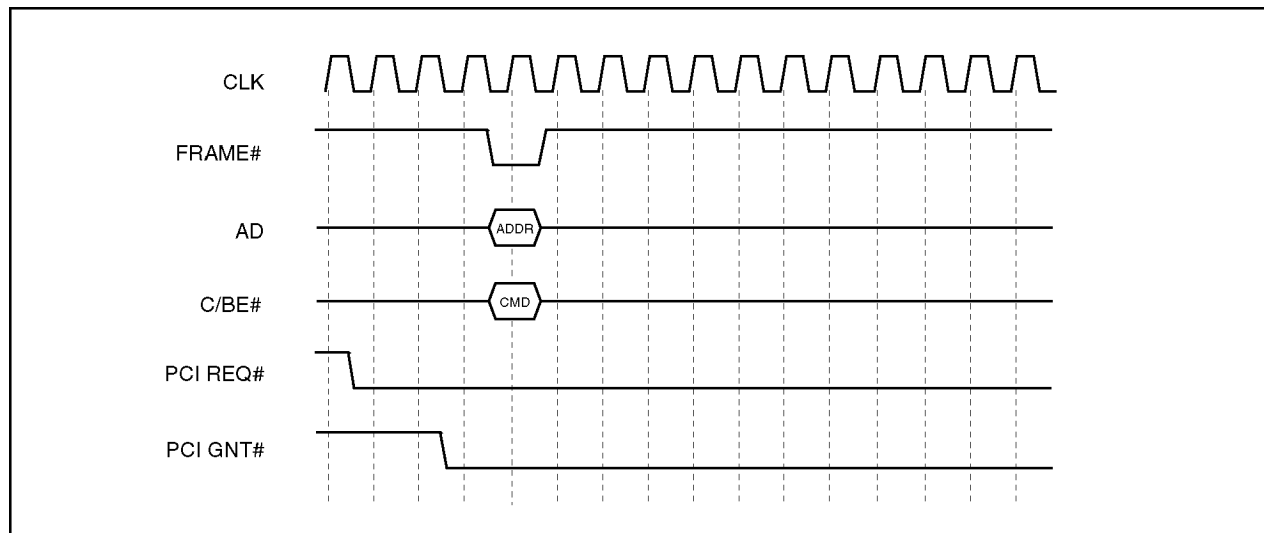 CLK
FRAME#
AD
ADDR
C/BE#
CMD
PCI REQ#
PCI GNT#